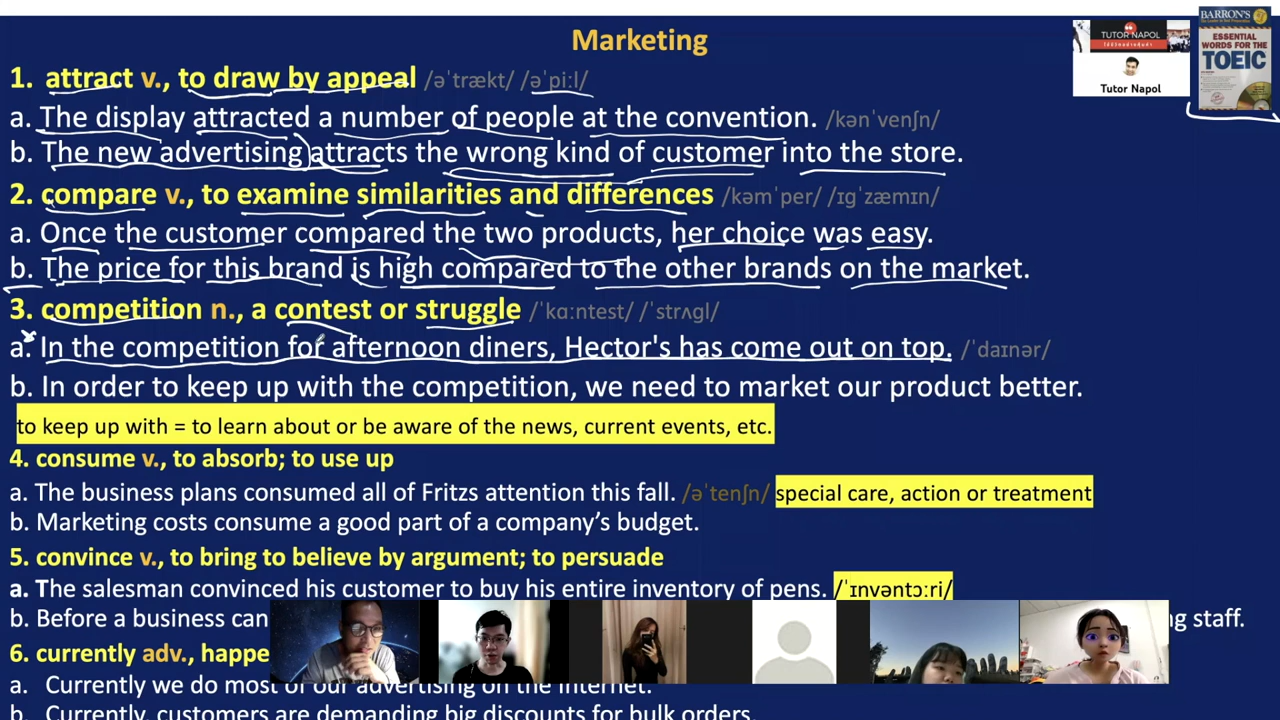 Marketing
BARRON'S
ESSENTIAL
WORDS FOR THE
TOEIC
TUTOR NAPOL
Tutor Napol
1. attract v., to draw by appeal /əˈtrækt/ /əˈpiːl/
a. The display attracted a number of people at the convention. /kənˈvenʃn/
b. The new advertising attracts the wrong kind of customer into the store.
2. compare v., to examine similarities and differences /kəmˈper/ /ɪɡˈzæmɪn/
a. Once the customer compared the two products, her choice was easy.
b. The price for this brand is high compared to the other brands on the market.
3. competition n., a contest or struggle /ˈkɑːntest/ /ˈstrʌɡl/
a. In the competition for afternoon diners, Hector's has come out on top. /ˈdaɪnər/
b. In order to keep up with the competition, we need to market our product better.
to keep up with = to learn about or be aware of the news, current events, etc.
4. consume v., to absorb; to use up
a. The business plans consumed all of Fritzs attention this fall. /əˈtenʃn/ special care, action or treatment
b. Marketing costs consume a good part of a company's budget.
5. convince v., to bring to believe by argument; to persuade
a. The salesman convinced his customer to buy his entire inventory of pens. /ˈɪnvəntɔːri/
b. Before a business can ng staff.
6. currently adv., happe
a. Currently we do most of our advertising on the Internet.
b. Currently, customers are demanding big discounts for bulk orders.